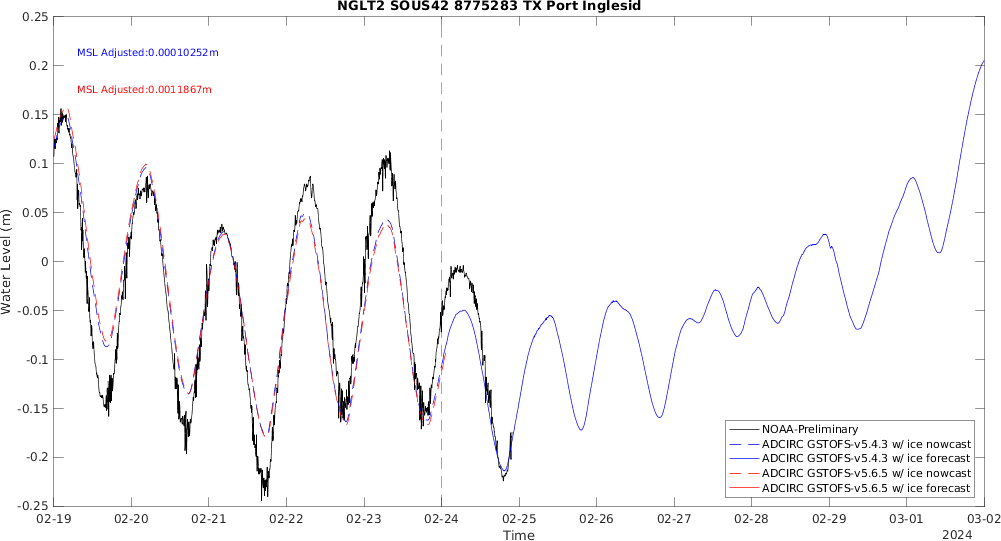 NGLT2 SOUS42 8775283 TX Port Inglesid
MSL Adjusted:0.00010252m
MSL Adjusted:0.0011867m
Water Level (m)
0.25
0.2
0.15
0.1
0.05
0
-0.05
-0.1
-0.15
-0.2
-0.25
NOAA-Preliminary
ADCIRC GSTOFS-v5.4.3 w/ ice nowcast
ADCIRC GSTOFS-v5.4.3 w/ ice forecast
ADCIRC GSTOFS-v5.6.5 w/ ice nowcast
ADCIRC GSTOFS-v5.6.5 w/ ice forecast
02-19 02-20 02-21 02-22 02-23 02-24 02-25 02-26 02-27 02-28 02-29 03-01 03-02
Time
2024